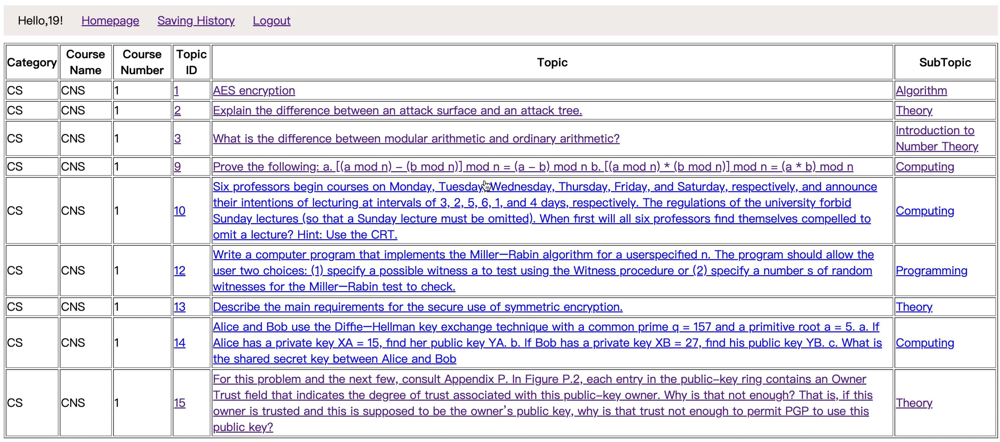 Hello,19! Homepage Saving History Logout
Category Course Name Course Number Topic ID Topic SubTopic
CS CNS 1 1 AES encryption Algorithm
CS CNS 1 2 Explain the difference between an attack surface and an attack tree. Theory
CS CNS 1 3 What is the difference between modular arithmetic and ordinary arithmetic? Introduction to Number Theory
CS CNS 1 9 Prove the following: a. [(a mod n) – (b mod n)] mod n = (a – b) mod n b. [(a mod n) * (b mod n)] mod n = (a * b) mod n Computing
CS CNS 1 10 Six professors begin courses on Monday, Tuesday, Wednesday, Thursday, Friday, and Saturday, respectively, and announce
their intentions of lecturing at intervals of 3, 2, 5, 6, 1, and 4 days, respectively. The regulations of the university forbid
Sunday lectures (so that a Sunday lecture must be omitted). When first will all six professors find themselves compelled to
omit a lecture? Hint: Use the CRT. Computing
CS CNS 1 12 Write a computer program that implements the Miller—Rabin algorithm for a userspecified n. The program should allow the
user two choices: (1) specify a possible witness a to test using the Witness procedure or (2) specify a number s of random
witnesses for the Miller—Rabin test to check. Programming
CS CNS 1 13 Describe the main requirements for the secure use of symmetric encryption. Theory
CS CNS 1 14 Alice and Bob use the Diffie—Hellman key exchange technique with a common prime q = 157 and a primitive root a = 5. a. If
Alice has a private key XA = 15, find her public key YA. b. If Bob has a private key XB = 27, find his public key YB. c. What is
the shared secret key between Alice and Bob Computing
CS CNS 1 15 For this problem and the next few, consult Appendix P. In Figure P.2, each entry in the public–key ring contains an Owner
Trust field that indicates the degree of trust associated with this public–key owner. Why is that not enough? That is, if this
owner is trusted and this is supposed to be the owner’s public key, why is that trust not enough to permit PGP to use this
public key? Theory